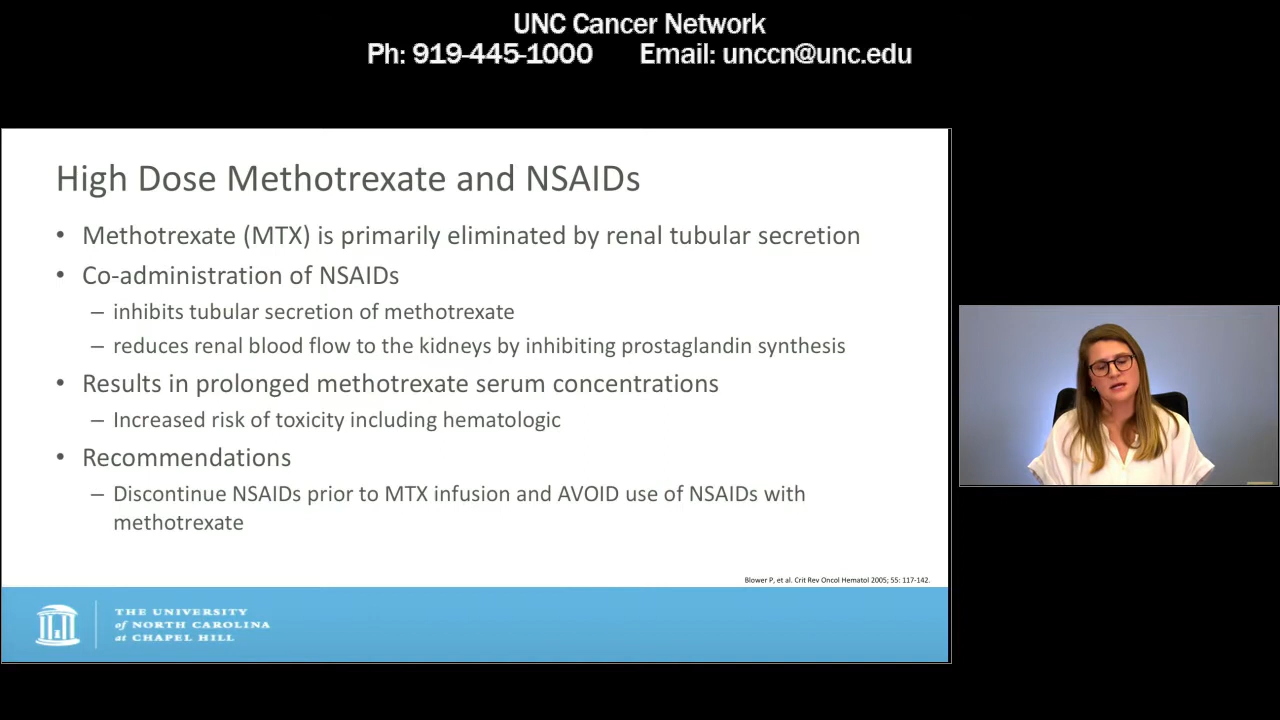 UNC Cancer Network
Ph: 919-445-1000 Email: unccn@unc.edu
High Dose Methotrexate and NSAIDs
• Methotrexate (MTX) is primarily eliminated by renal tubular secretion
• Co-administration of NSAIDs
– inhibits tubular secretion of methotrexate
– reduces renal blood flow to the kidneys by inhibiting prostaglandin synthesis
• Results in prolonged methotrexate serum concentrations
– Increased risk of toxicity including hematologic
• Recommendations
– Discontinue NSAIDs prior to MTX infusion and AVOID use of NSAIDs with
methotrexate
Blower P, et al. Crit Rev Oncol Hematol 2005; 55: 117-142.
THE UNIVERSITY
of NORTH CAROLINA
at CHAPEL HILL